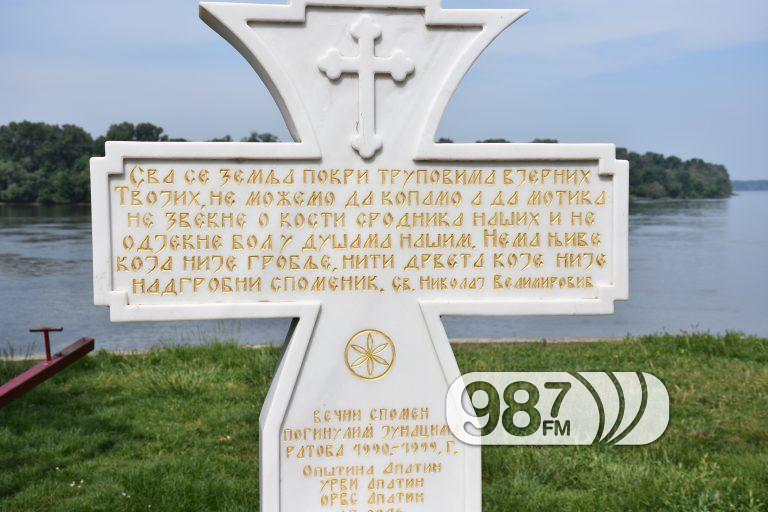 Сва се земља покри труповима вјерних
Твојих, не можемо да копамо а да мотика
не звекне о кости сродника наших и не
одјекне бол у душама нашим. Нема њиве
која није гробље, нити дрвета које није
надгробни споменик. св. Николај Велимировић
вечни спомен
погинулим јунацима
ратова 1990.-1999. г.
Општина Апатин
УРВИ Апатин
ОРВС Апатин
987FM